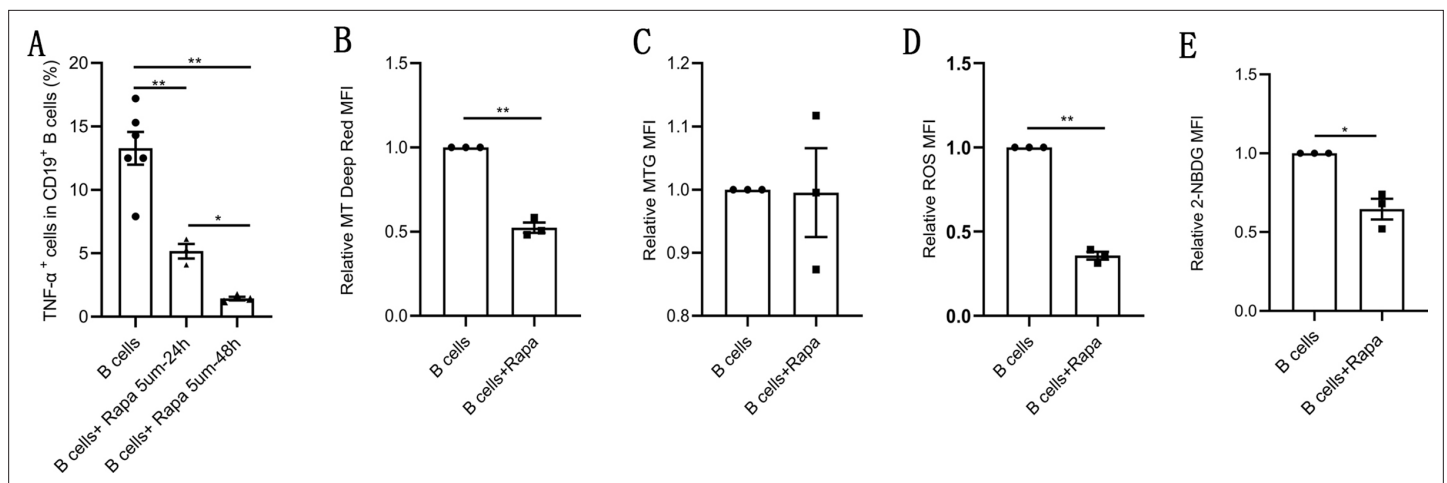 A
TNF-α⁺ cells in CD19⁺ B cells (%)
20
15
10
5
0
**
**
*
B cells
B cells+ Rapa 5um-24h
B cells+ Rapa 5um-48h
B
Relative MT Deep Red MFI
1.5
1.0
0.5
0.0
**
B cells
B cells+Rapa
C
Relative MTG MFI
1.2
1.1
1.0
0.9
0.8
B cells
B cells+Rapa
D
Relative ROS MFI
1.5
1.0
0.5
0.0
**
B cells
B cells+Rapa
E
Relative 2-NBDG MFI
1.5
1.0
0.5
0.0
*
B cells
B cells+Rapa